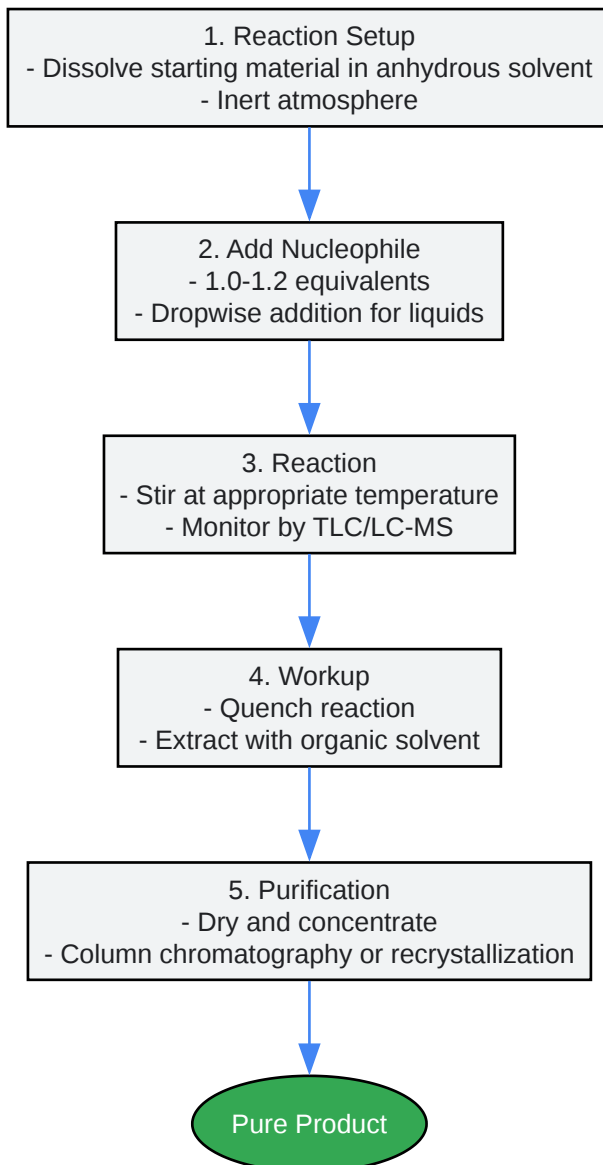 1. Reaction Setup
- Dissolve starting material in anhydrous solvent
- Inert atmosphere
2. Add Nucleophile
- 1.0-1.2 equivalents
- Dropwise addition for liquids
3. Reaction
- Stir at appropriate temperature
- Monitor by TLC/LC-MS
4. Workup
- Quench reaction
- Extract with organic solvent
5. Purification
- Dry and concentrate
- Column chromatography or recrystallization
Pure Product